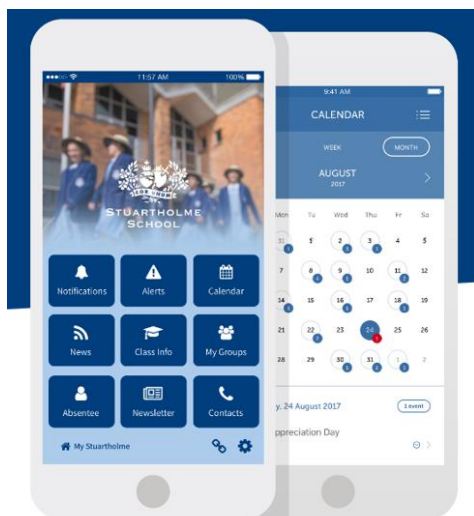 11:57 AM 100%
STUARTHOLME
SCHOOL
Notifications Alerts Calendar
News Class Info My Groups
Absentee Newsletter Contacts
My Stuartholme
9:41 AM
CALENDAR
WEEK MONTH
AUGUST
2017
Mon Tu Wed Thu Fr Sa
31 1 2 3 4 5
7 8 9 10 11 12
14 15 16 17 18 19
21 22 23 24 25 26
28 29 30 31 1 2
y, 24 August 2017 1 event
ppreciation Day